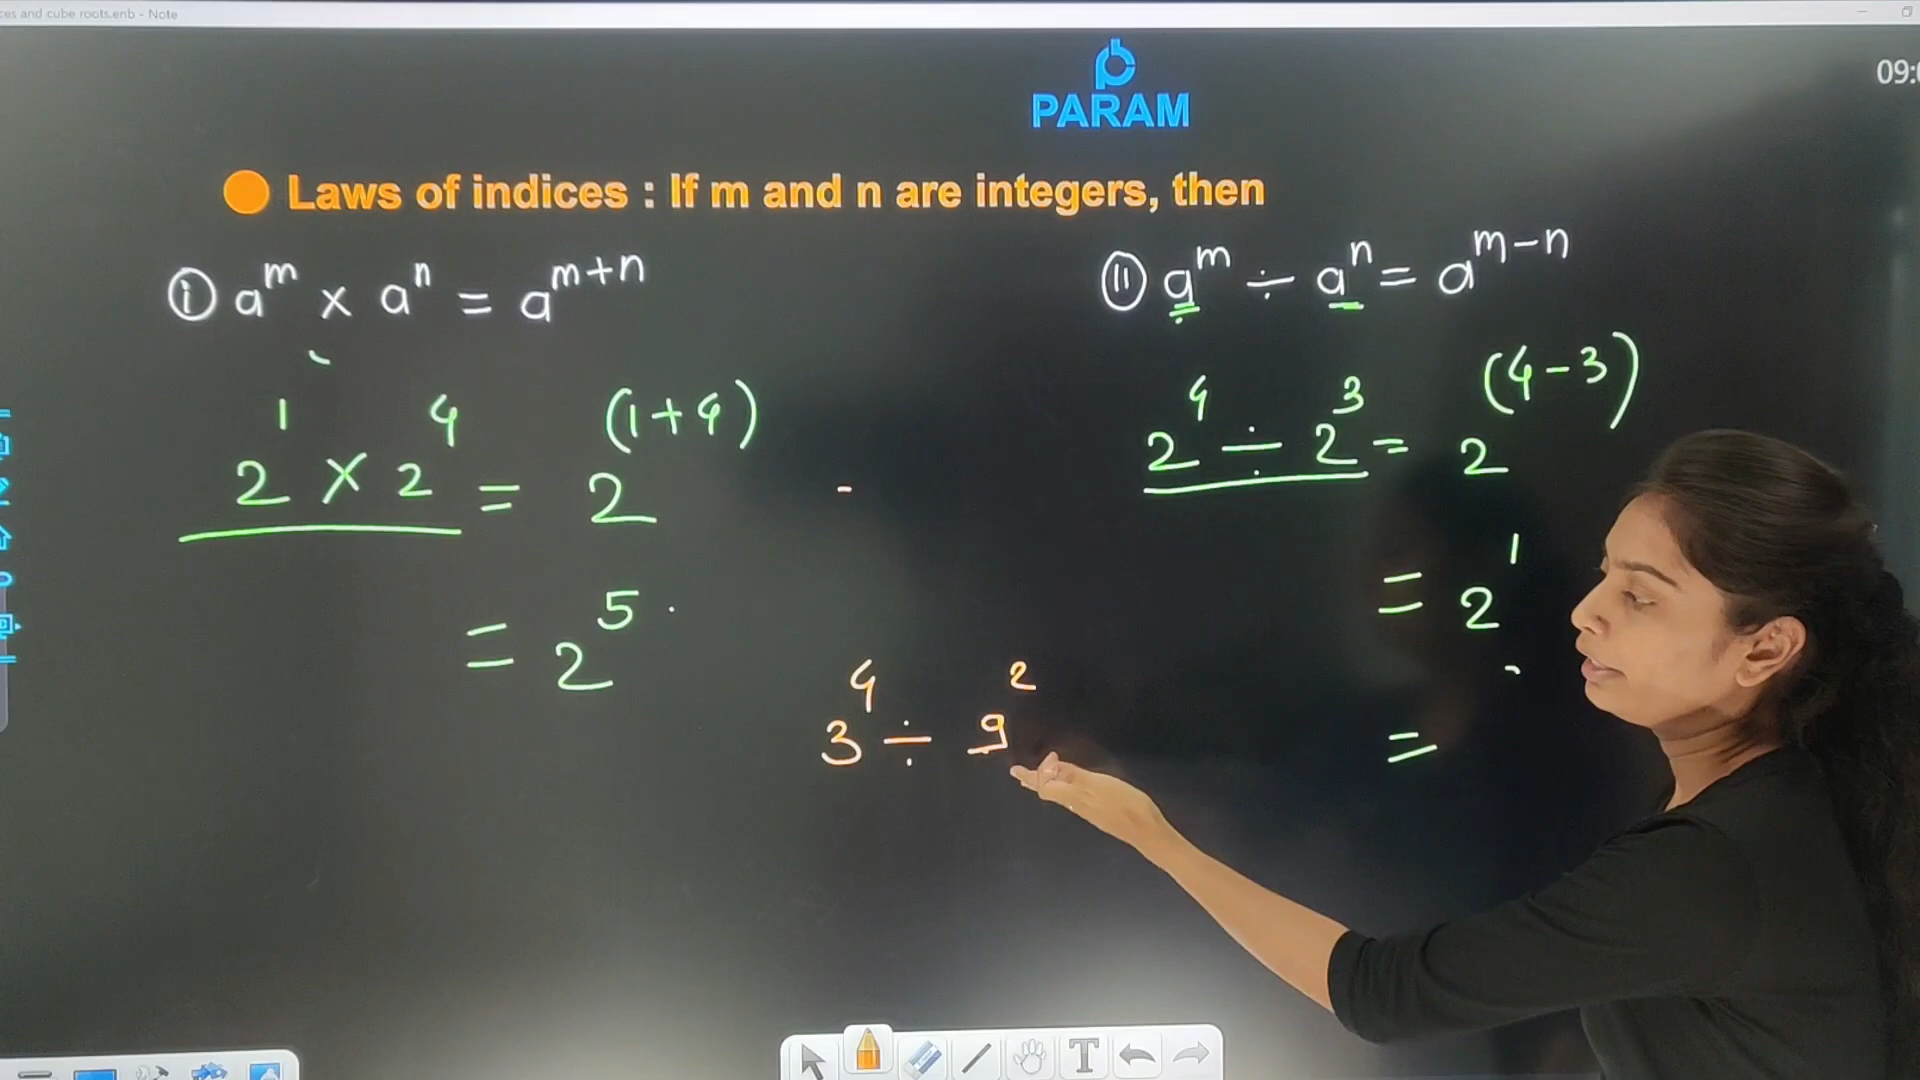 ces and cube roots.enb - Note
PARAM
09:0
Laws of indices : If m and n are integers, then
(i) a^m × a^n = a^(m+n)
(ii) a^m ÷ a^n = a^(m-n)
2^1 × 2^4 = 2^(1+4)
= 2^5
2^4 ÷ 2^3 = 2^(4-3)
= 2^1
=
3^4 ÷ 9^2
T